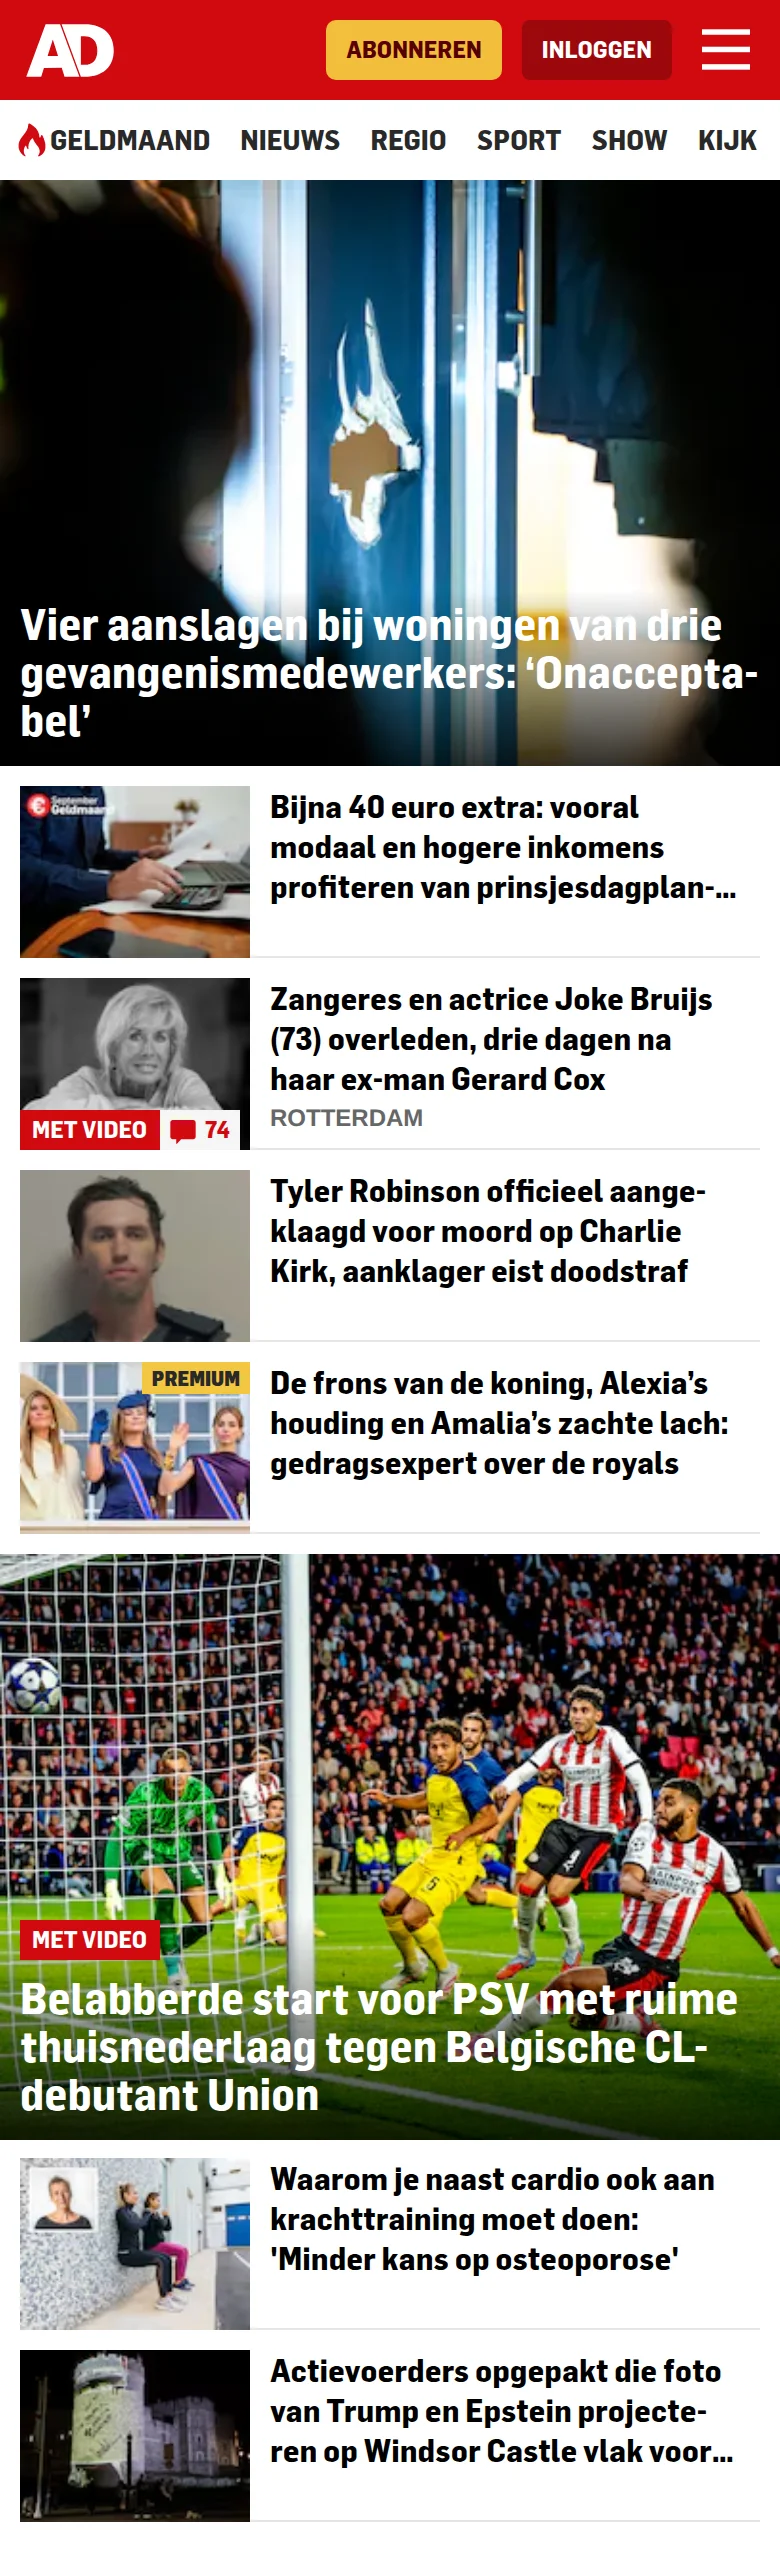 AD
ABONNEREN
INLOGGEN
GELDMAAND NIEUWS REGIO SPORT SHOW KIJK
Vier aanslagen bij woningen van drie
gevangenismedewerkers: ‘Onaccepta-
bel’
€ September
Geldmaand
Bijna 40 euro extra: vooral
modaal en hogere inkomens
profiteren van prinsjesdagplan-...
Zangeres en actrice Joke Bruijs
(73) overleden, drie dagen na
haar ex-man Gerard Cox
ROTTERDAM
MET VIDEO 74
Tyler Robinson officieel aange-
klaagd voor moord op Charlie
Kirk, aanklager eist doodstraf
PREMIUM
De frons van de koning, Alexia’s
houding en Amalia’s zachte lach:
gedragsexpert over de royals
MET VIDEO
Belabberde start voor PSV met ruime
thuisnederlaag tegen Belgische CL-
debutant Union
Waarom je naast cardio ook aan
krachttraining moet doen:
'Minder kans op osteoporose'
Actievoerders opgepakt die foto
van Trump en Epstein projecte-
ren op Windsor Castle vlak voor...